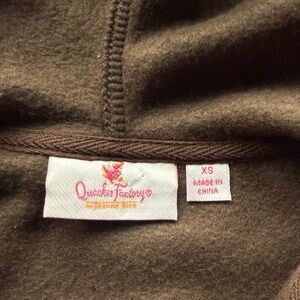 Quacker Factory
by Jeanne Bice
XS
MADE IN
CHINA